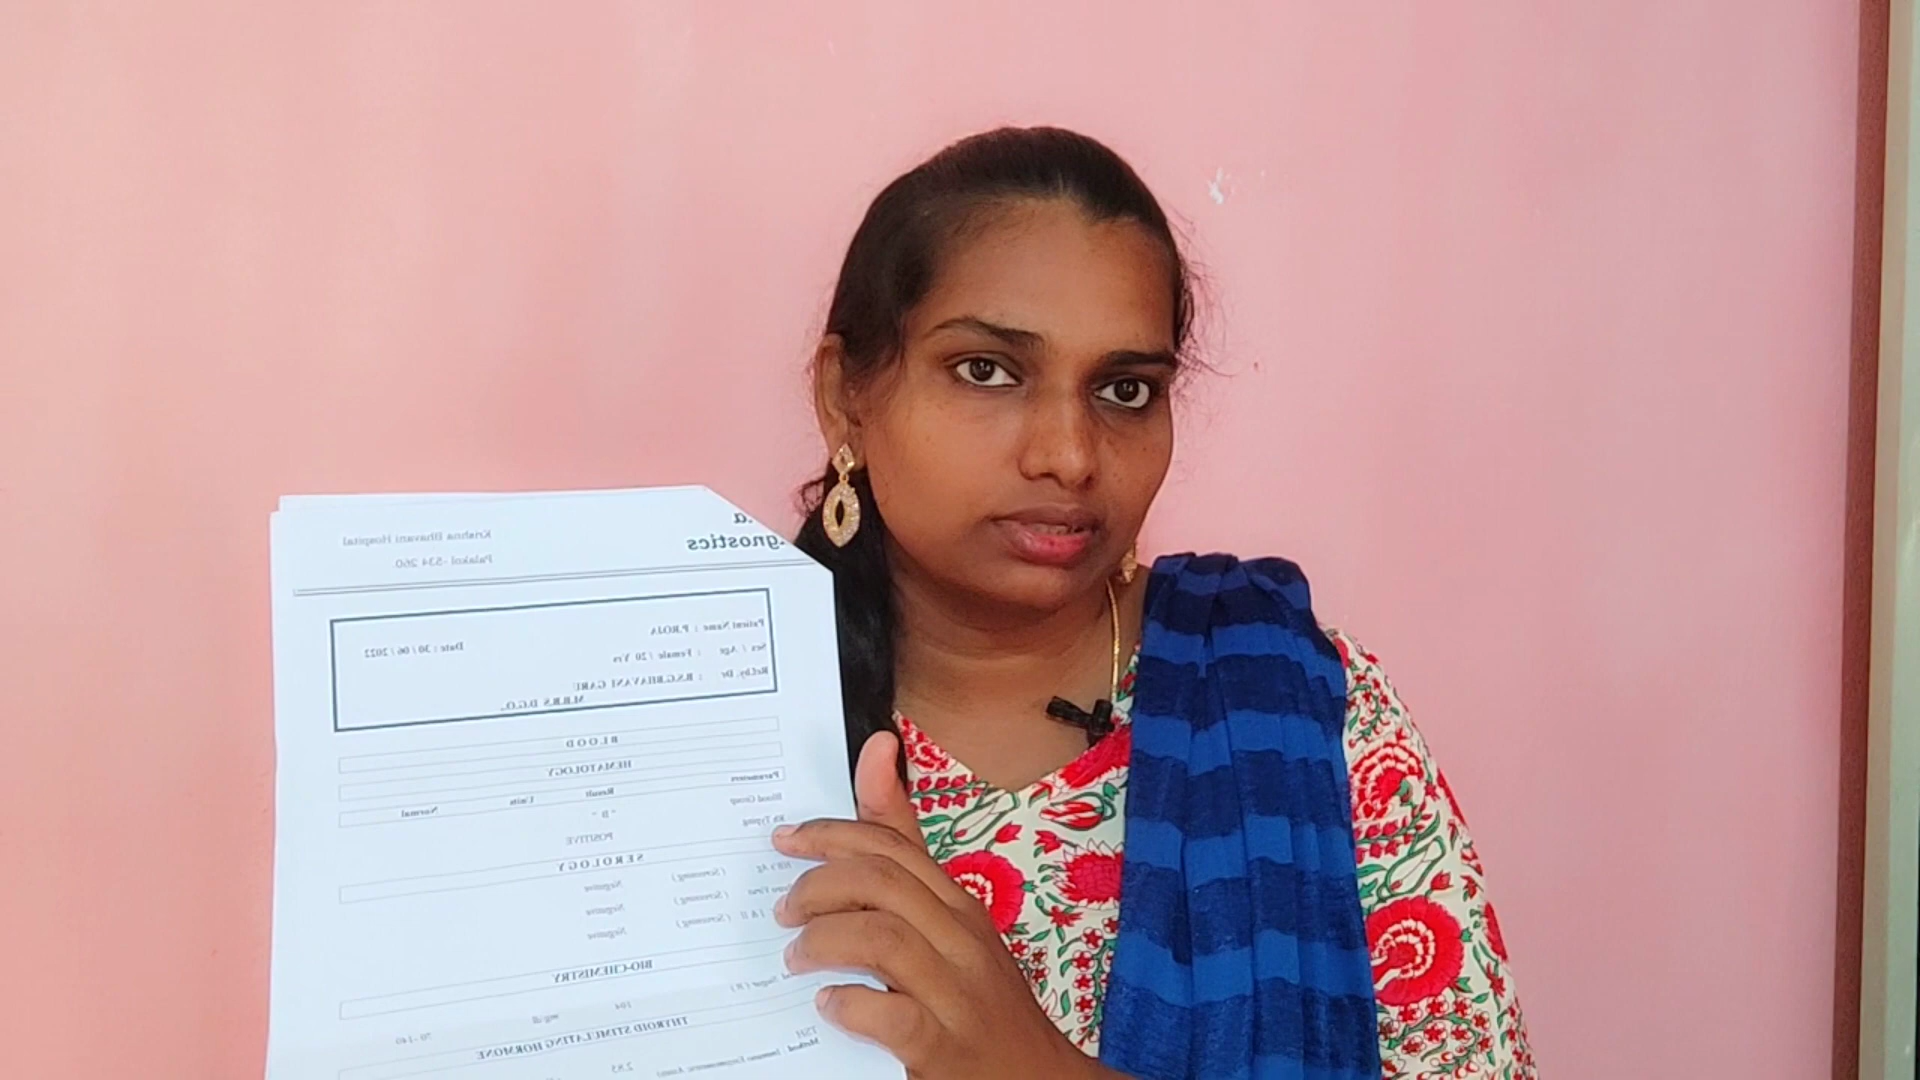 a
gnostics
Krishna Bhavani Hospital
Palakol -534 260.
Patient Name : P.ROJA
Sex / Age : Female / 20 Yrs Date : 30 / 06 / 2022
Ref.by. Dr : B.S.G.BHAVANI GARU
M.B.B.S. D.G.O.,
BLOOD
HEMATOLOGY
Parameters Result Units Normal
Blood Group " B "
Rh Typing POSITIVE
SEROLOGY
( Screening ) Negative
Virus ( Screening ) Negative
I & II ( Screening ) Negative
BIO-CHEMISTRY
Sugar ( R ) 104 mg/dl 70 -140
THYROID STIMULATING HORMONE
TSH 2.85
Method